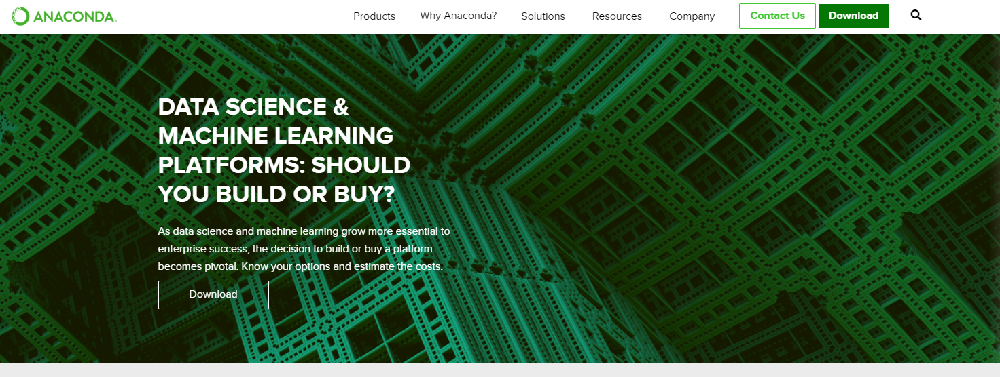 ANACONDA
Products Why Anaconda? Solutions Resources Company Contact Us Download
DATA SCIENCE &
MACHINE LEARNING
PLATFORMS: SHOULD
YOU BUILD OR BUY?
As data science and machine learning grow more essential to
enterprise success, the decision to build or buy a platform
becomes pivotal. Know your options and estimate the costs.
Download